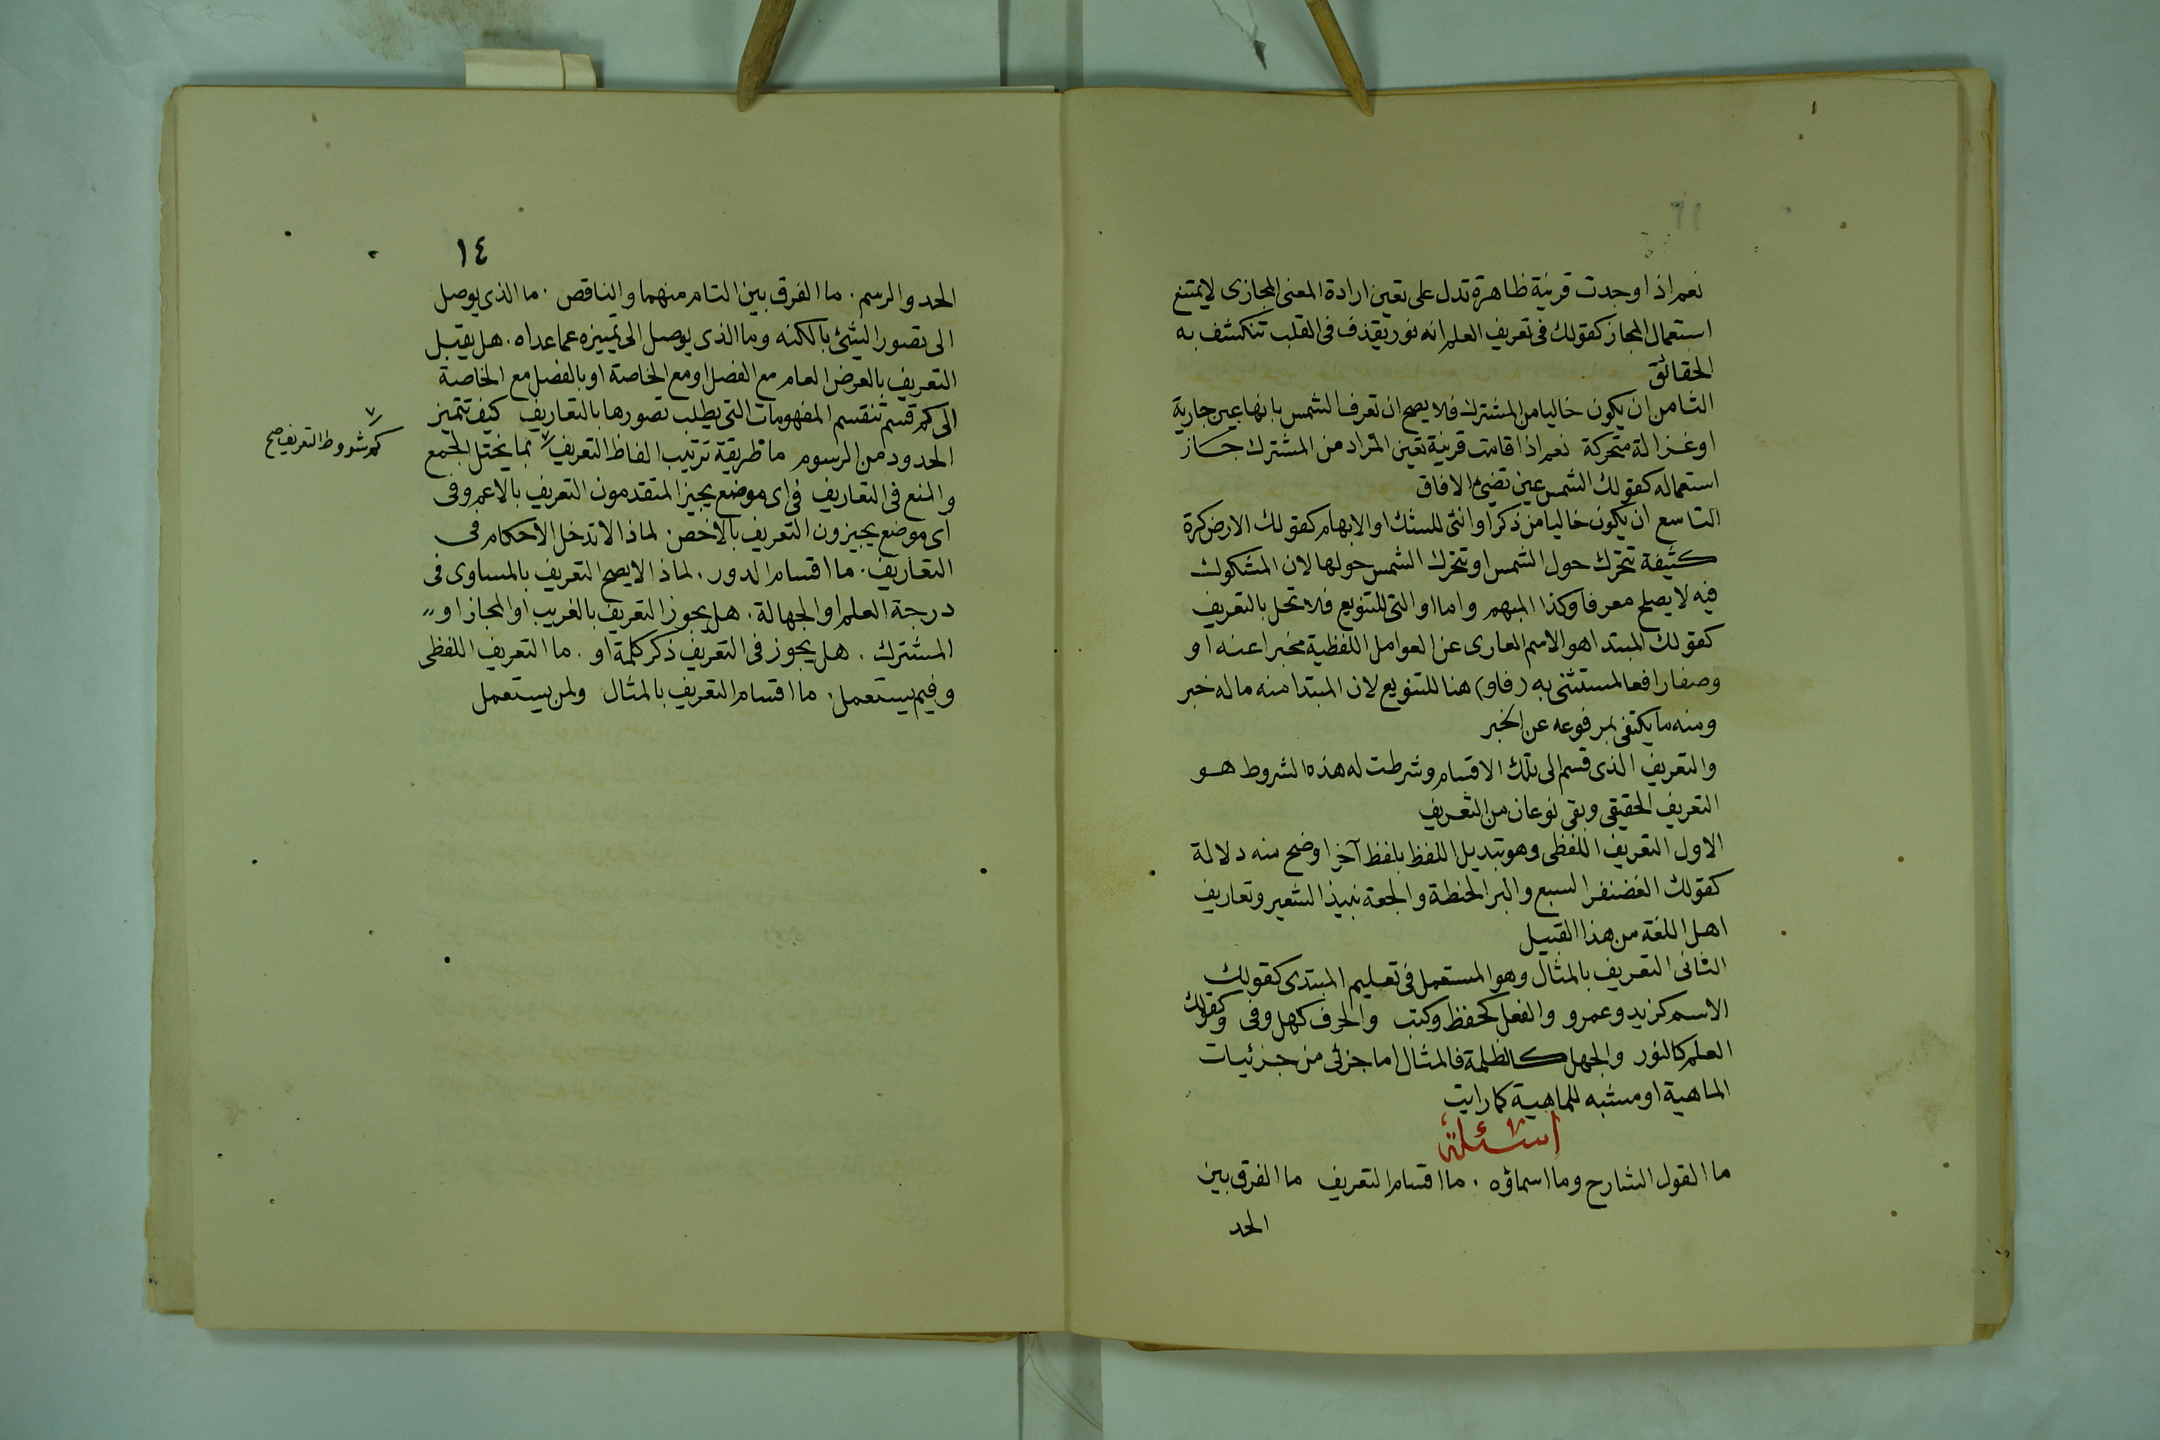 نعم اذا وجدت قرينة ظاهرة تدل على تعين ارادة المعنى المجازى لايمتنع
استعمال المجاز كقولك فى تعريف العلم انه نور يقذف فى القلب تنكشف به
الحقائق
الثامن ان يكون خاليا من المشترك فلا يصح ان تعرف الشمس بانها عين جارية
او غزالة متحركة نعم اذا قامت قرينة تعين المراد من المشترك جاز
استعماله كقولك الشمس عين تضئ الافاق
التاسع ان يكون خاليا من ذكر او التى للشك او الابهام كقولك الارض كرة
كثيفة تتحرك حول الشمس او تتحرك الشمس حولها لان المشكوك
فيه لا يصلح معرفا وكذا المبهم واما او التى للتنويع فلا تخل بالتعريف
كقولك المبتدا هو الاسم العارى عن العوامل اللفظية مخبرا عنه او
وصفا رافعا لمستثنى به (فاو) هنا للتنويع لان المبتدا منه ما له خبر
ومنه ما يكتفى بمرفوعه عن الخبر
والتعريف الذى قسم الى تلك الاقسام وشرطت له هذه الشروط هو
التعريف الحقيقى وبقى نوعان من التعريف
الاول التعريف اللفظى وهو تبديل اللفظ بلفظ آخر اوضح منه دلالة
كقولك الغضنفر السبع والبر الحنطة والجعة نبيذ الشعير وتعاريف
اهل اللغة من هذا القبيل
الثانى التعريف بالمثال وهو المستعمل فى تعليم المبتدى كقولك
الاسم كزيد وعمرو والفعل كحفظ وكتب والحرف كهل وفى وكقولك
العلم كالنور والجهل كالظلمة فالمثال اما جزئى من جزئيات
الماهية او مشبه للماهية كما رايت
اسئلة
ما القول الشارح وما اسماؤه . ما اقسام التعريف ما الفرق بين
الحد
١٤
الحد والرسم . ما الفرق بين التام منهما والناقص . ما الذى يوصل
الى تصور الشئ بالكنه وما الذى يوصل الى تمييزه عما عداه . هل يقبل
التعريف بالعرض العام مع الفصل او مع الخاصة او بالفصل مع الخاصة
الى كم قسم تنقسم المفهومات التى يطلب تصورها بالتعاريف كيف تتميز
الحدود من الرسوم ما طريقة ترتيب الفاظ التعريف ٧ بما يختل الجمع
٧ كم شروط التعريف صح
والمنع فى التعاريف فى اى موضع يجيز المتقدمون التعريف بالاعم وفى
اى موضع يجيزون التعريف بالاخص . لماذا لا تدخل الاحكام فى
التعاريف . ما اقسام الدور . لماذا لا يصح التعريف بالمساوى فى
درجة العلم او الجهالة . هل يجوز التعريف بالغريب او المجاز او
المشترك . هل يجوز فى التعريف ذكر كلمة او . ما التعريف اللفظى
وفيم يستعمل . ما اقسام التعريف بالمثال ولمن يستعمل